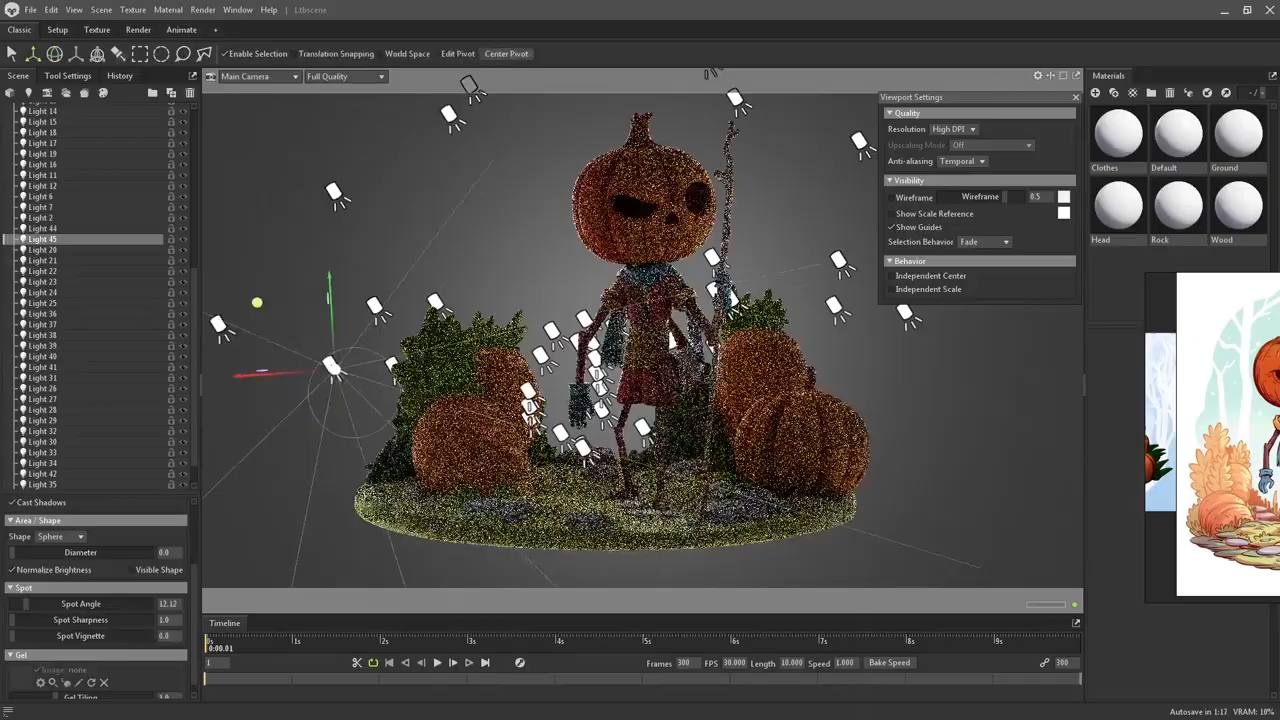 File Edit View Scene Texture Material Render Window Help Ltbscene
Classic Setup Texture Render Animate +
Enable Selection Translation Snapping World Space Edit Pivot Center Pivot
Scene Tool Settings History
Main Camera Full Quality
Materials
Light 14
Light 15
Light 18
Light 17
Light 19
Light 16
Light 11
Light 12
Light 6
Light 7
Light 2
Light 44
Light 45
Light 20
Light 21
Light 22
Light 23
Light 24
Light 25
Light 36
Light 37
Light 38
Light 39
Light 40
Light 41
Light 31
Light 26
Light 27
Light 28
Light 29
Light 32
Light 30
Light 33
Light 34
Light 42
Light 35
Cast Shadows
Area / Shape
Shape Sphere
Diameter 0.0
Normalize Brightness Visible Shape
Spot
Spot Angle 12.12
Spot Sharpness 1.0
Spot Vignette 0.0
Gel
Image: none
Gel Tiling 1.0
Viewport Settings
Quality
Resolution High DPI
Upscaling Mode Off
Anti-aliasing Temporal
Visibility
Wireframe Wireframe 0.5
Show Scale Reference
Show Guides
Selection Behavior Fade
Behavior
Independent Center
Independent Scale
Clothes Default Ground
Head Rock Wood
Timeline
0s 1s 2s 3s 4s 5s 6s 7s 8s 9s
0:00.01
1 Frames 300 FPS 30.000 Length 10.000 Speed 1.000 Bake Speed 300
Autosave in 1:17 VRAM: 10%